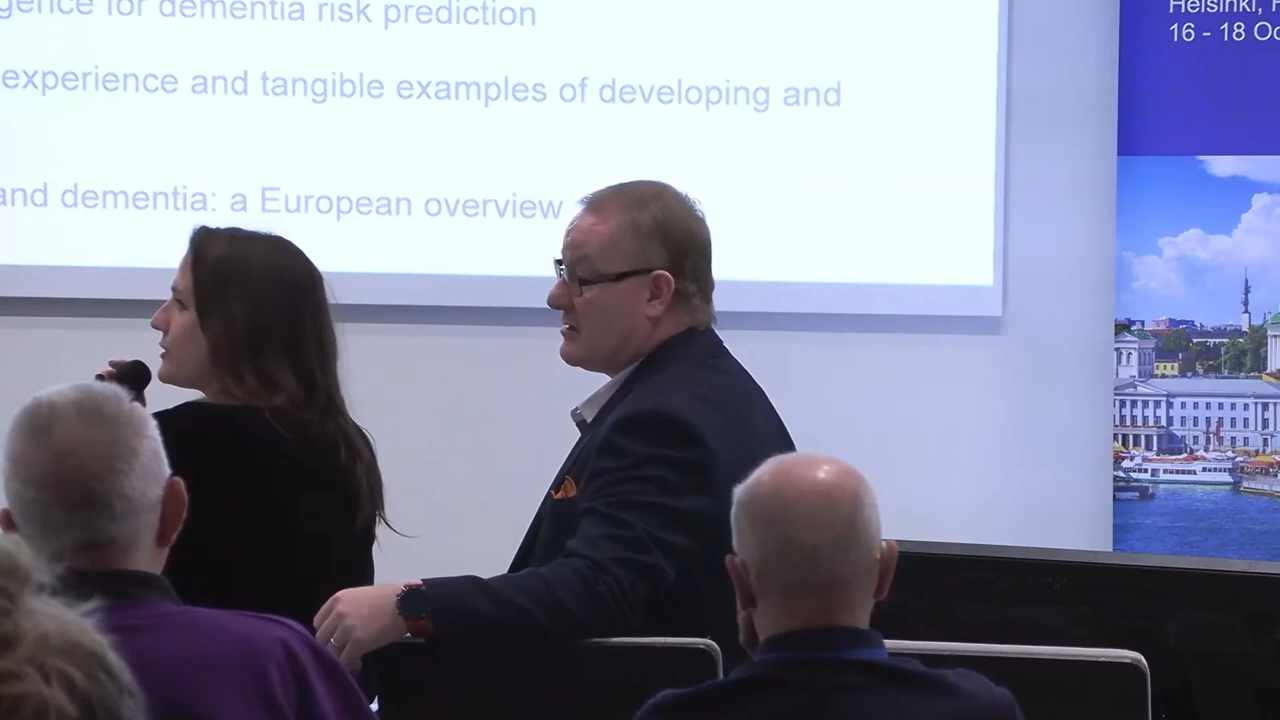 gence for dementia risk prediction
experience and tangible examples of developing and
and dementia: a European overview
Helsinki,
16 - 18 Oc